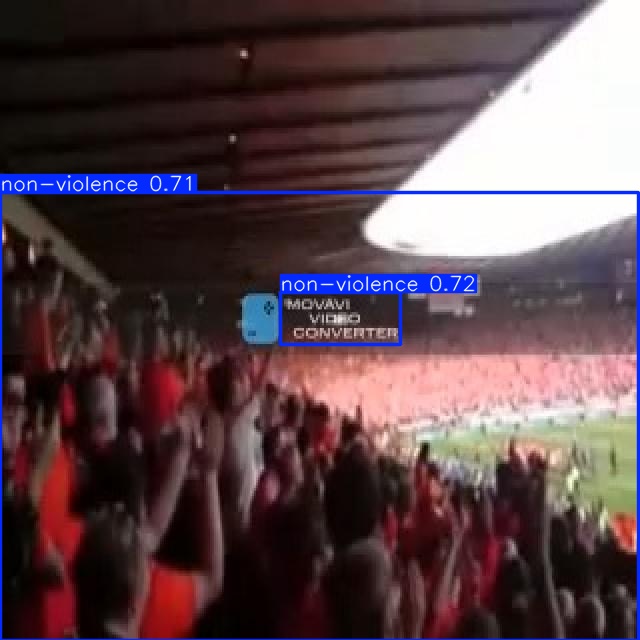 non-violence 0.71
non-violence 0.72
MOVAVI
VIDEO
CONVERTER